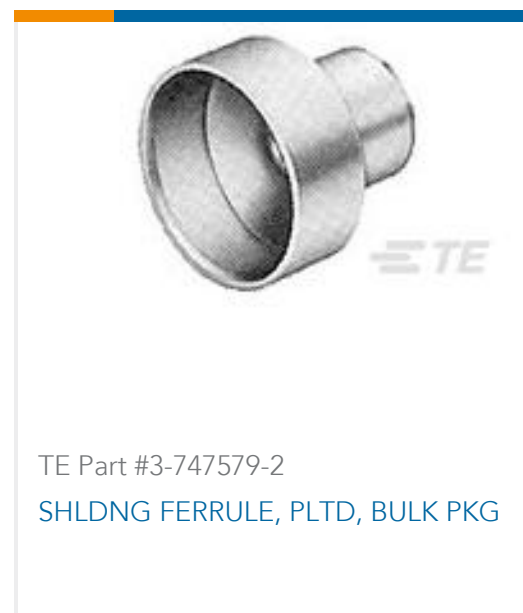 TE
TE Part #3-747579-2
SHLDNG FERRULE, PLTD, BULK PKG